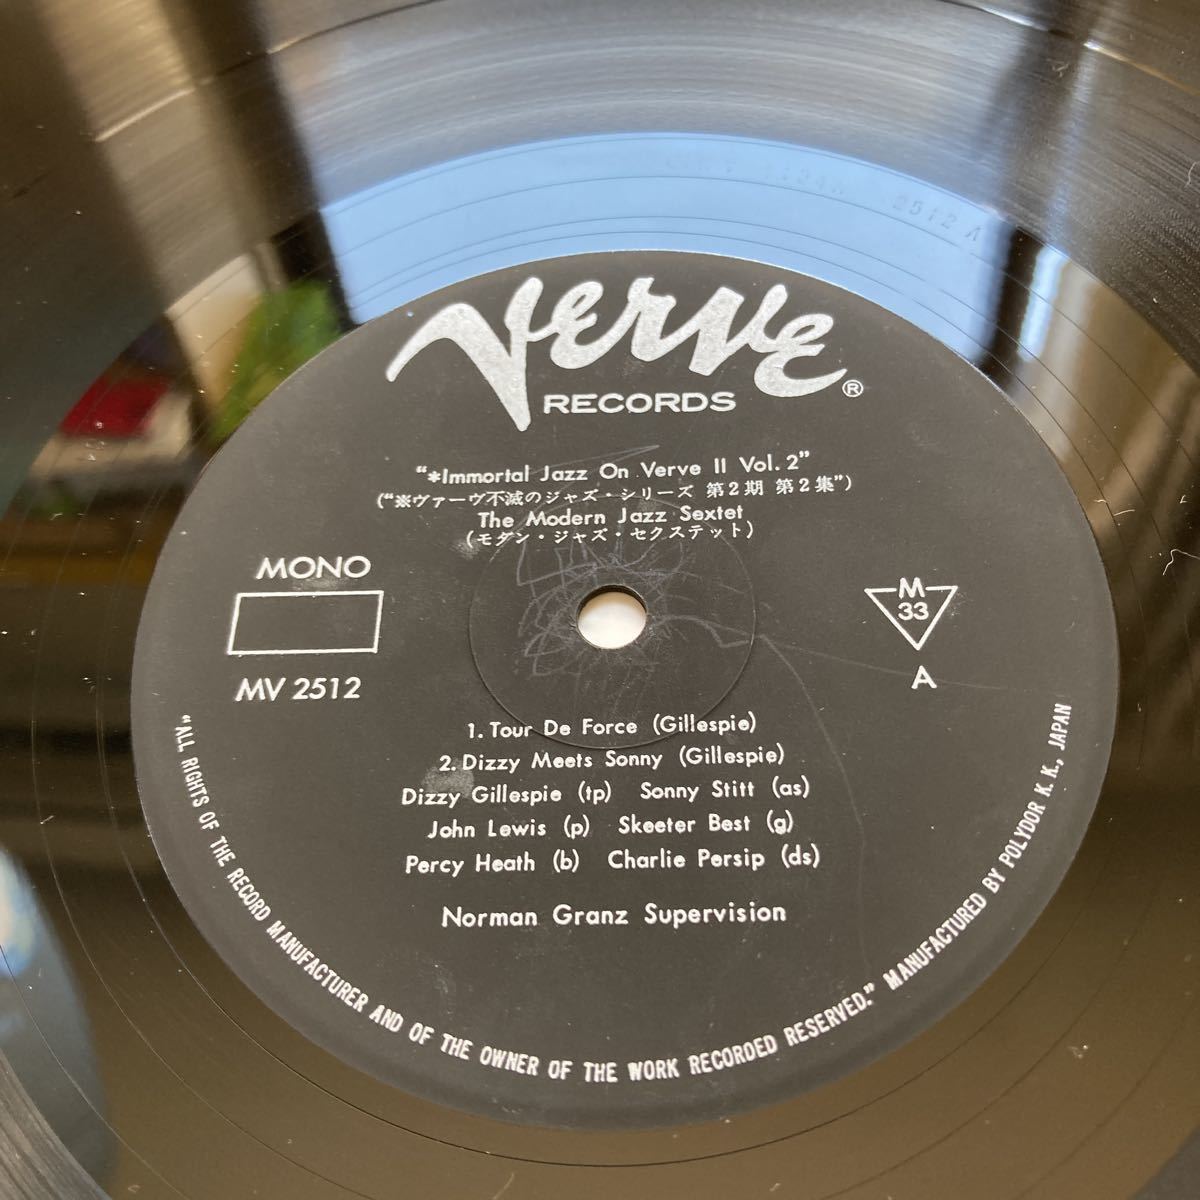 2512 A
Verve
RECORDS ®
"*Immortal Jazz On Verve II Vol. 2"
("※ヴァーヴ不滅のジャズ・シリーズ 第2期 第2集")
The Modern Jazz Sextet
(モダン・ジャズ・セクステット)
MONO
M
33
A
MV 2512
1. Tour De Force (Gillespie)
2. Dizzy Meets Sonny (Gillespie)
Dizzy Gillespie (tp) Sonny Stitt (as)
John Lewis (p) Skeeter Best (g)
Percy Heath (b) Charlie Persip (ds)
Norman Granz Supervision
"ALL RIGHTS OF THE RECORD MANUFACTURER AND OF THE OWNER OF THE WORK RECORDED RESERVED." MANUFACTURED BY POLYDOR K. K., JAPAN